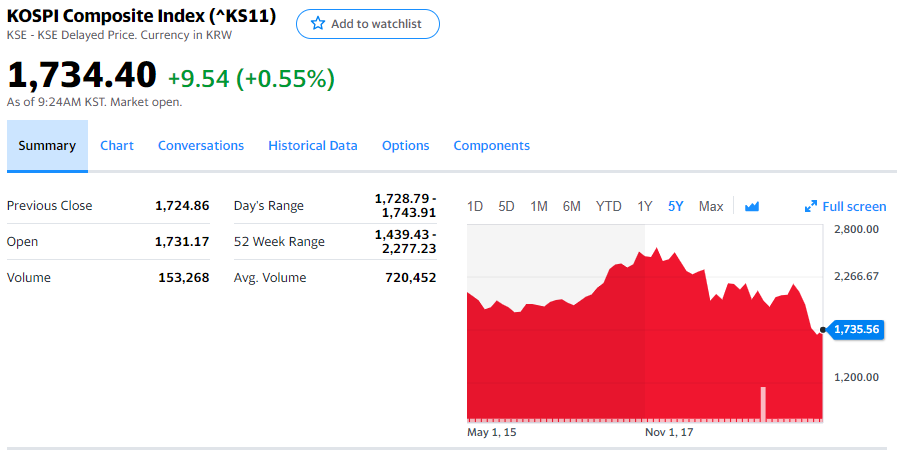 KOSPI Composite Index (^KS11)
Add to watchlist
KSE - KSE Delayed Price. Currency in KRW
1,734.40 +9.54 (+0.55%)
As of 9:24AM KST. Market open.
Summary Chart Conversations Historical Data Options Components
Previous Close 1,724.86
Open 1,731.17
Volume 153,268
Day's Range 1,728.79 -
1,743.91
52 Week Range 1,439.43 -
2,277.23
Avg. Volume 720,452
1D 5D 1M 6M YTD 1Y 5Y Max Full screen
2,800.00
2,266.67
1,735.56
1,200.00
May 1, 15 Nov 1, 17